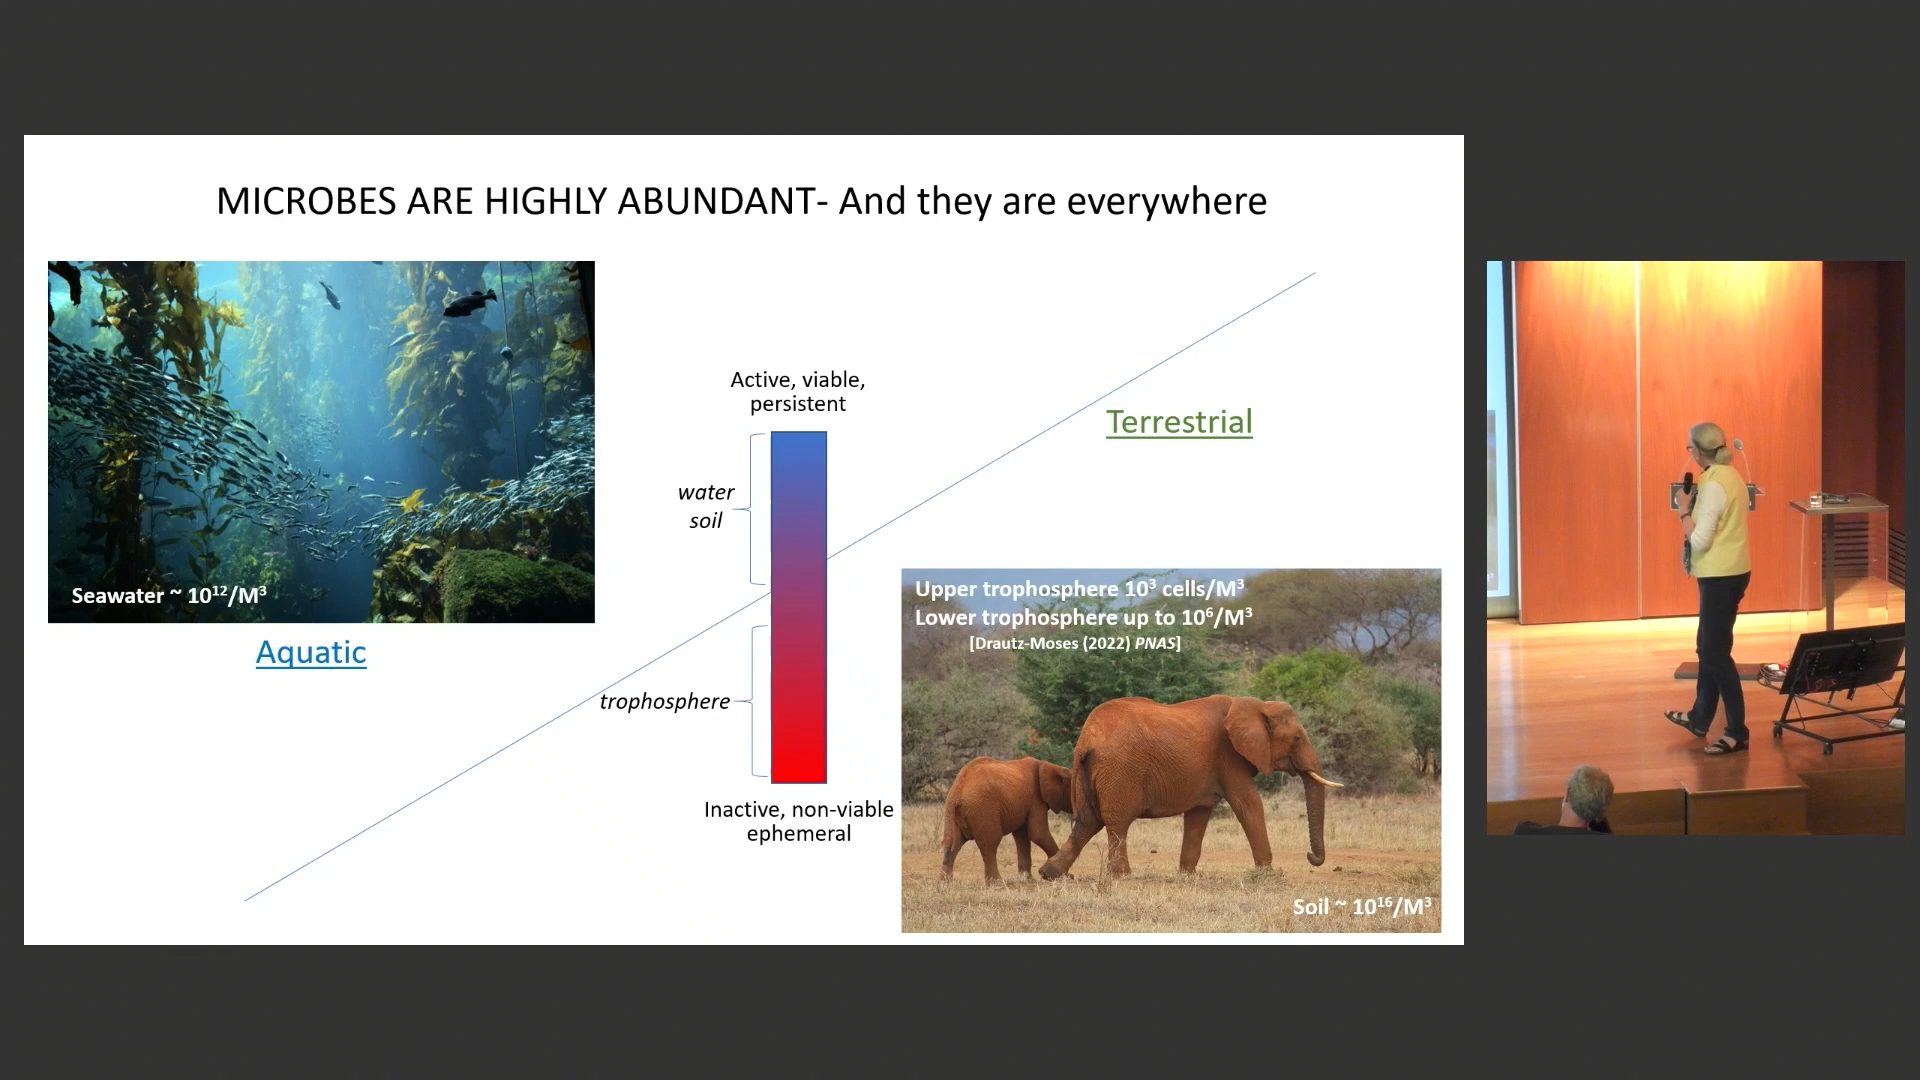 MICROBES ARE HIGHLY ABUNDANT- And they are everywhere
Seawater ~ 10¹²/M³
Aquatic
Active, viable,
persistent
water
soil
trophosphere
Inactive, non-viable
ephemeral
Terrestrial
Upper trophosphere 10³ cells/M³
Lower trophosphere up to 10⁶/M³
[Drautz-Moses (2022) PNAS]
Soil ~ 10¹⁶/M³